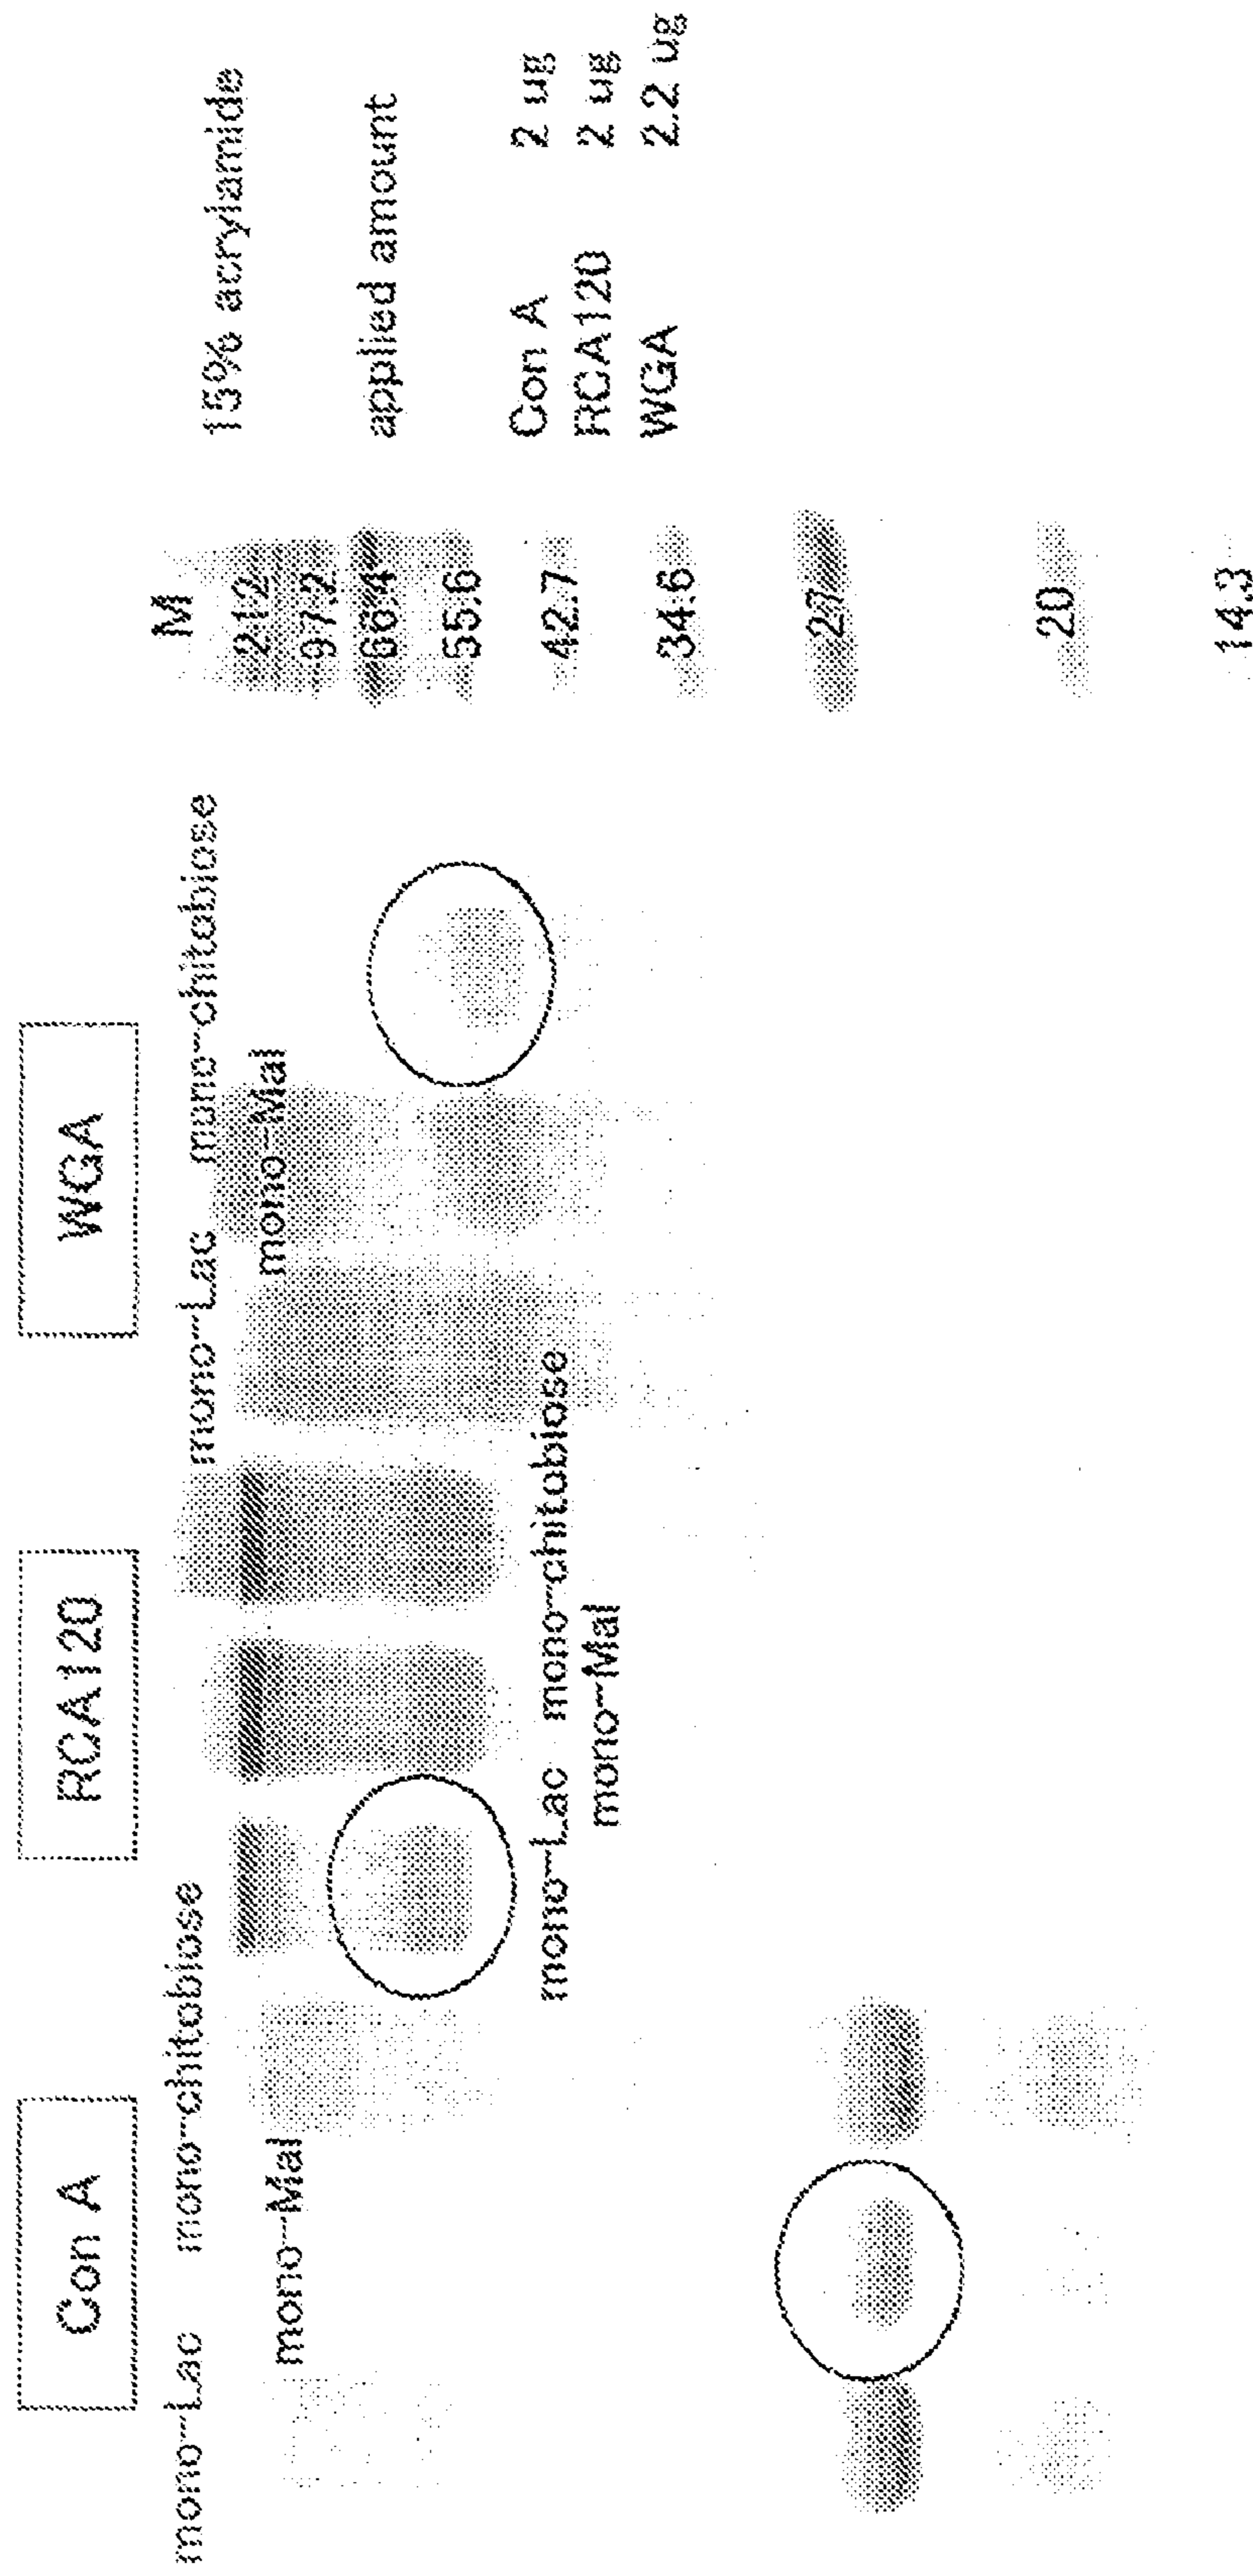 Con A
RCA120
WGA
mono-Lac mono-chitobiose
mono-Mal
mono-Lac mono-chitobiose
mono-Mal
mono-Lac mono-chitobiose
mono-Mal
M
212
97.2
66.4
55.6
42.7
34.6
27
20
14.3
15% acrylamide
applied amount
Con A 2 ug
RCA120 2 ug
WGA 2.2 ug